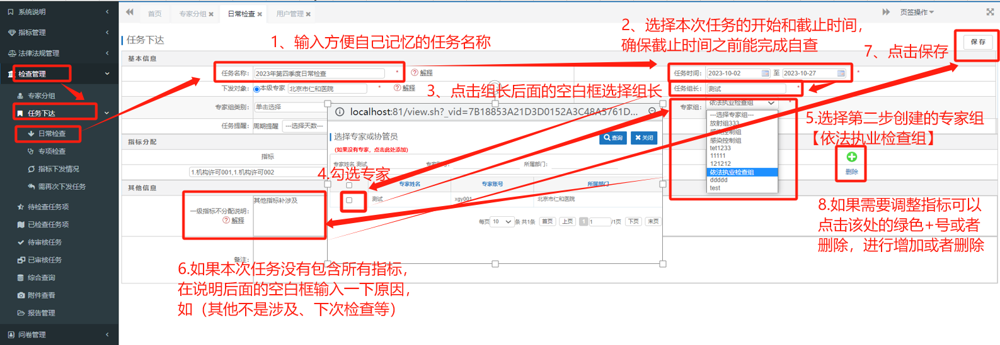 系统说明
指标管理
法律法规管理
检查管理
专家分组
任务下达
日常检查
专项检查
指标下发情况
需再次下发任务
待检查任务项
已检查任务项
待审核任务
已审核任务
综合查询
附件查看
报告管理
问卷管理
首页
专家分组
日常检查
用户管理
页签操作
任务下达
保 存
1、输入方便自己记忆的任务名称
2、选择本次任务的开始和截止时间，
确保截止时间之前能完成自查
7、点击保存
基本信息
任务名称：
2023年第四季度日常检查
*
解释
任务时间：
2023-10-02
至
2023-10-27
*
下发对象：
本级专家
北京市仁和医院
*
解释
任务组长：
测试
*
3、点击组长后面的空白框选择组长
专家组类别：
单击选择
专家组：
依法执业检查组
*
---选择专家组---
放射组333
感染控制组
感染控制组
tet1233
11111
121212
依法执业检查组
ddddd
test
5.选择第二步创建的专家组
【依法执业检查组】
任务提醒：
周期提醒
---选择天数---
localhost:81/view.sh?_vid=7B18853A21D3D0152A3C48A5761D...
选择专家或协管员
查询
关闭
(如果没有专家，点击此处添加)
专家姓名
测试
所属部门：
4.勾选专家
专家姓名
专家账号
所属部门
测试
xgy001
北京市仁和医院
每页
10
条 共1条
首页
上页
1
1
/1页
下页
末页
指标分配
指标
1.机构许可001,1.机构许可002
删除
其他信息
一级指标不分配说明：
解释
其他指标补涉及
备注：
6.如果本次任务没有包含所有指标，
在说明后面的空白框输入一下原因，
如（其他不是涉及、下次检查等）
8.如果需要调整指标可以
点击该处的绿色+号或者
删除，进行增加或者删除